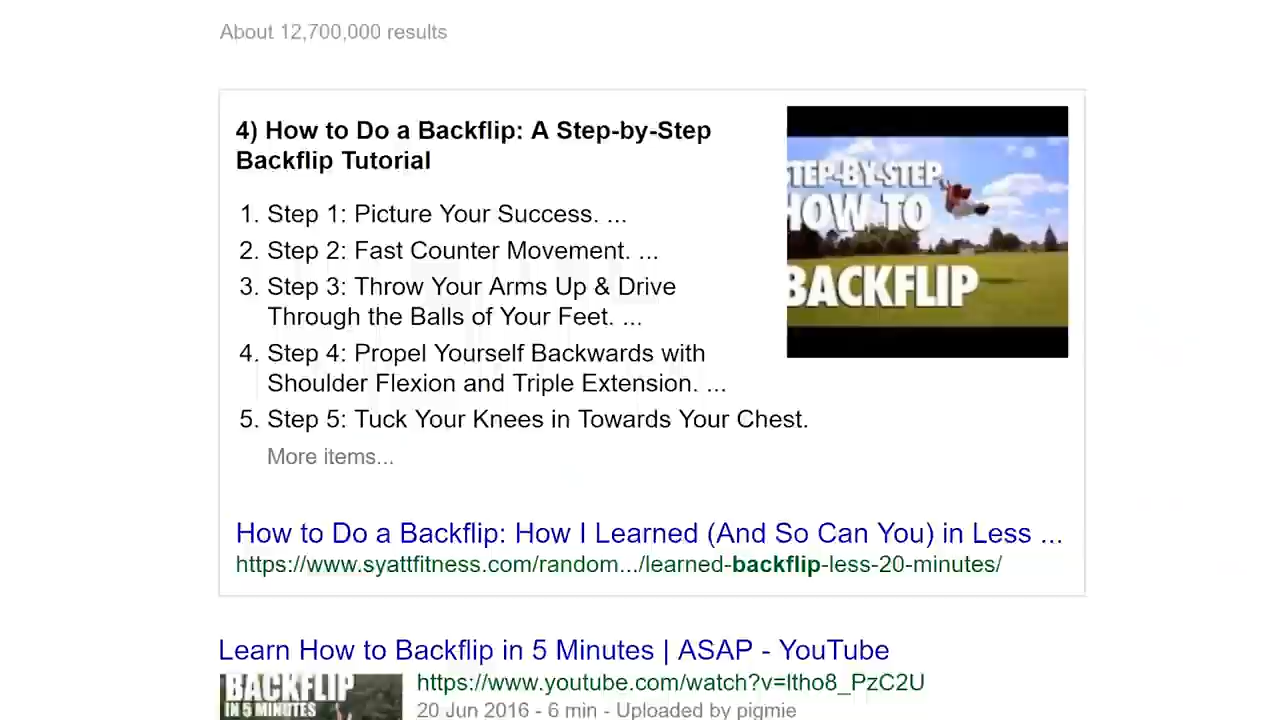 About 12,700,000 results
4) How to Do a Backflip: A Step-by-Step
Backflip Tutorial
1. Step 1: Picture Your Success. ...
2. Step 2: Fast Counter Movement. ...
3. Step 3: Throw Your Arms Up & Drive
Through the Balls of Your Feet. ...
4. Step 4: Propel Yourself Backwards with
Shoulder Flexion and Triple Extension. ...
5. Step 5: Tuck Your Knees in Towards Your Chest.
More items...
STEP-BY-STEP
HOW TO
BACKFLIP
How to Do a Backflip: How I Learned (And So Can You) in Less ...
https://www.syattfitness.com/random.../learned-backflip-less-20-minutes/
Learn How to Backflip in 5 Minutes | ASAP - YouTube
BACKFLIP
IN 5 MINUTES
https://www.youtube.com/watch?v=ltho8_PzC2U
20 Jun 2016 - 6 min - Uploaded by pigmie